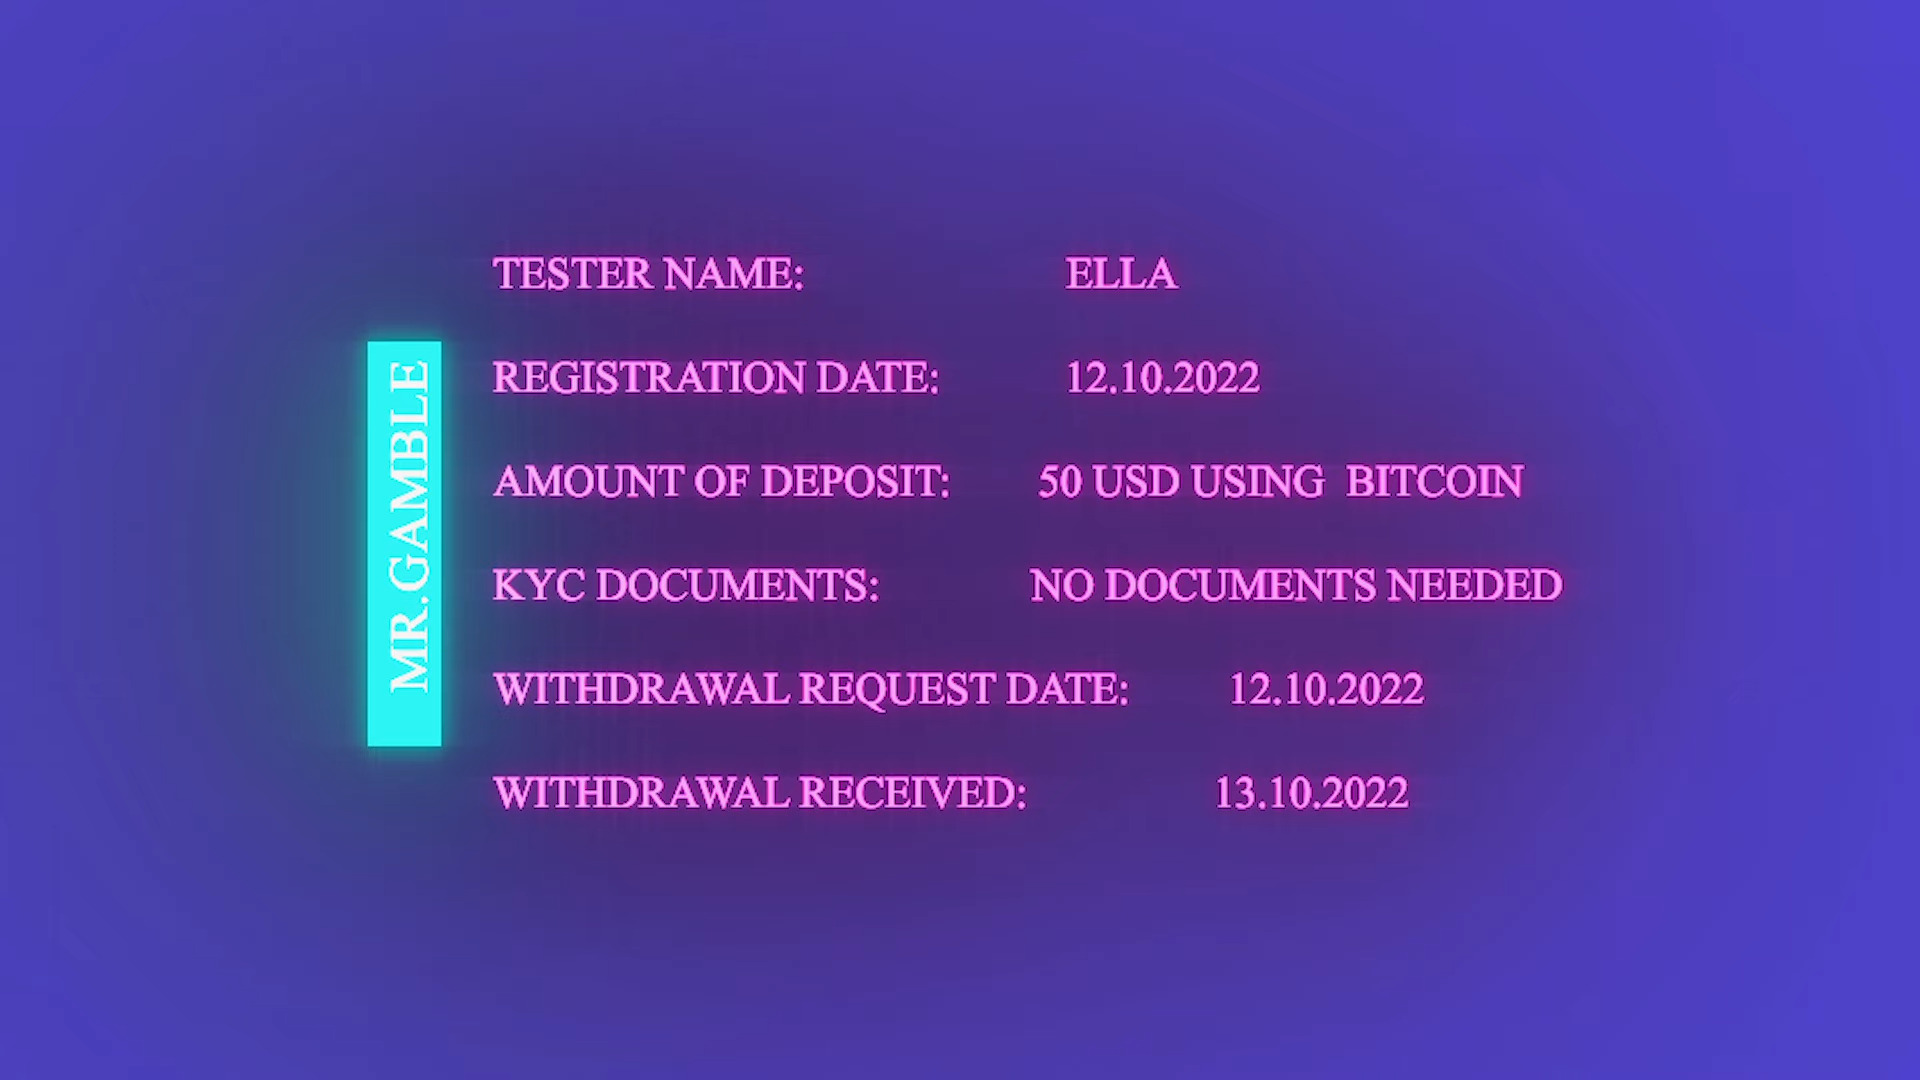 TESTER NAME: ELLA
REGISTRATION DATE: 12.10.2022
AMOUNT OF DEPOSIT: 50 USD USING BITCOIN
KYC DOCUMENTS: NO DOCUMENTS NEEDED
WITHDRAWAL REQUEST DATE: 12.10.2022
WITHDRAWAL RECEIVED: 13.10.2022
MR.GAMBLE